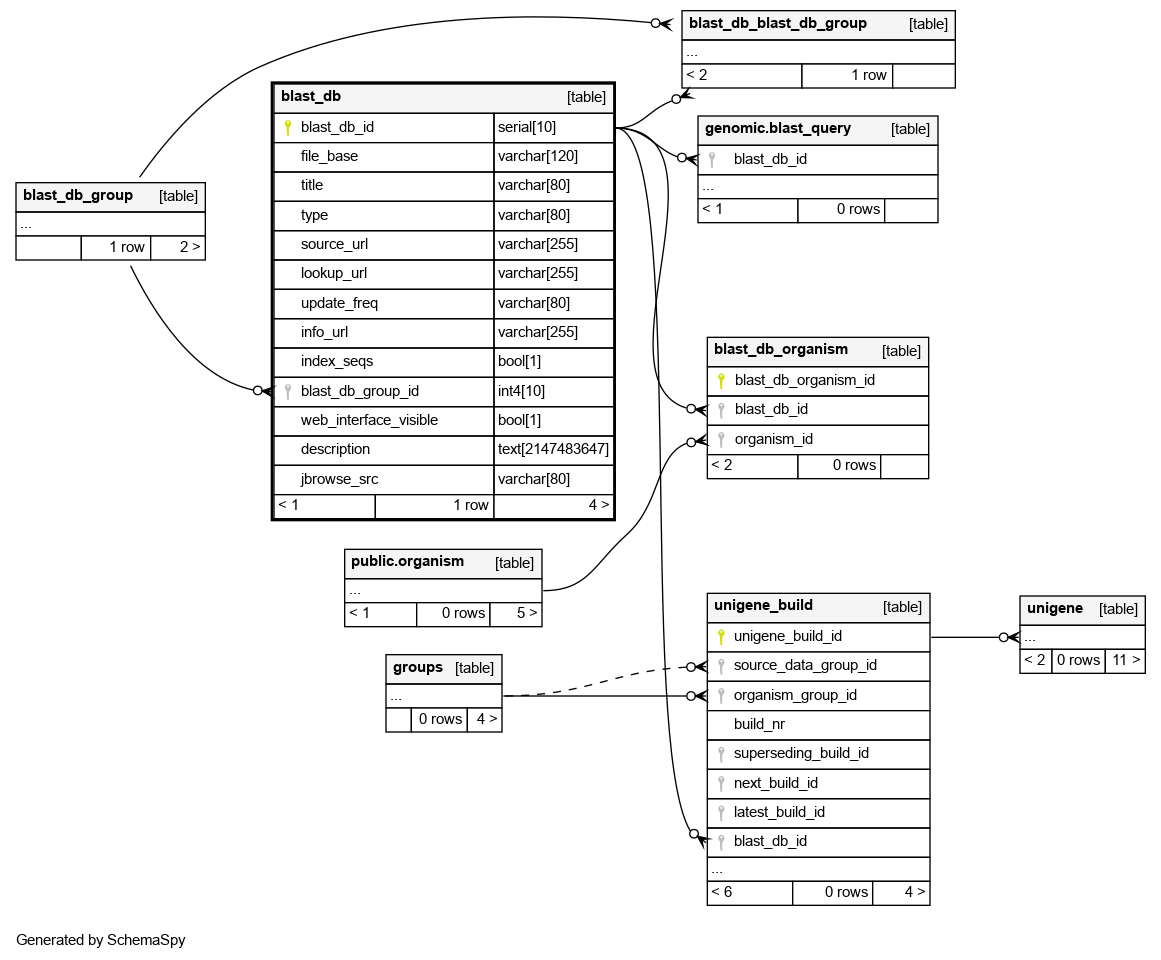 blast_db_blast_db_group [table]
...
< 2 1 row
blast_db [table]
blast_db_id serial[10]
file_base varchar[120]
title varchar[80]
type varchar[80]
source_url varchar[255]
lookup_url varchar[255]
update_freq varchar[80]
info_url varchar[255]
index_seqs bool[1]
blast_db_group_id int4[10]
web_interface_visible bool[1]
description text[2147483647]
jbrowse_src varchar[80]
< 1 1 row 4 >
genomic.blast_query [table]
blast_db_id
...
< 1 0 rows
blast_db_group [table]
...
1 row 2 >
blast_db_organism [table]
blast_db_organism_id
blast_db_id
organism_id
< 2 0 rows
public.organism [table]
...
< 1 0 rows 5 >
groups [table]
...
0 rows 4 >
unigene_build [table]
unigene_build_id
source_data_group_id
organism_group_id
build_nr
superseding_build_id
next_build_id
latest_build_id
blast_db_id
...
< 6 0 rows 4 >
unigene [table]
...
< 2 0 rows 11 >
Generated by SchemaSpy